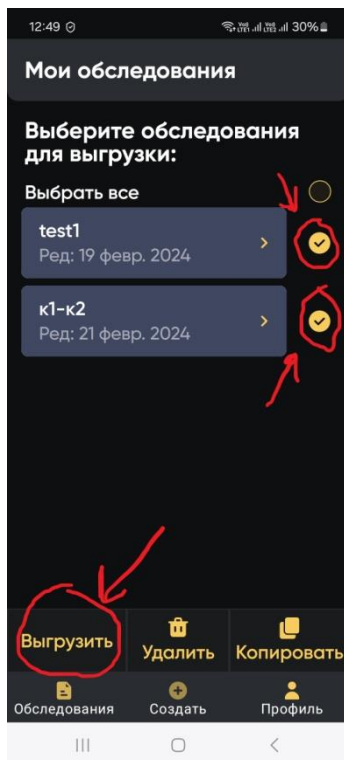 12:49 30%
Мои обследования
Выберите обследования
для выгрузки:
Выбрать все
test1
Ред: 19 февр. 2024
к1-к2
Ред: 21 февр. 2024
Выгрузить Удалить Копировать
Обследования Создать Профиль